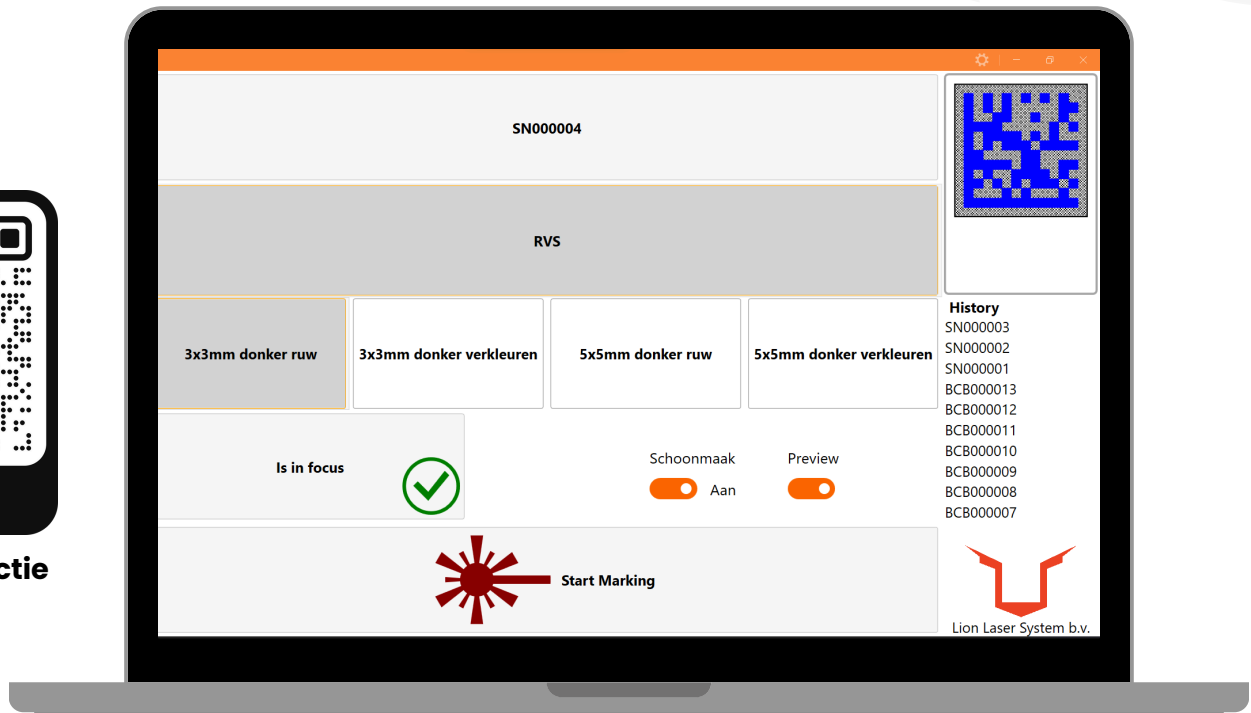 SN000004
RVS
3x3mm donker ruw
3x3mm donker verkleuren
5x5mm donker ruw
5x5mm donker verkleuren
Is in focus
Schoonmaak
Aan
Preview
Start Marking
History
SN000003
SN000002
SN000001
BCB000013
BCB000012
BCB000011
BCB000010
BCB000009
BCB000008
BCB000007
Lion Laser System b.v.
ctie